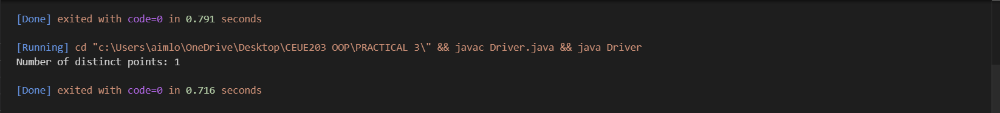 [Done] exited with code=0 in 0.791 seconds
[Running] cd "c:\Users\aimlo\OneDrive\Desktop\CEUE203 OOP\PRACTICAL 3\" && javac Driver.java && java Driver
Number of distinct points: 1
[Done] exited with code=0 in 0.716 seconds